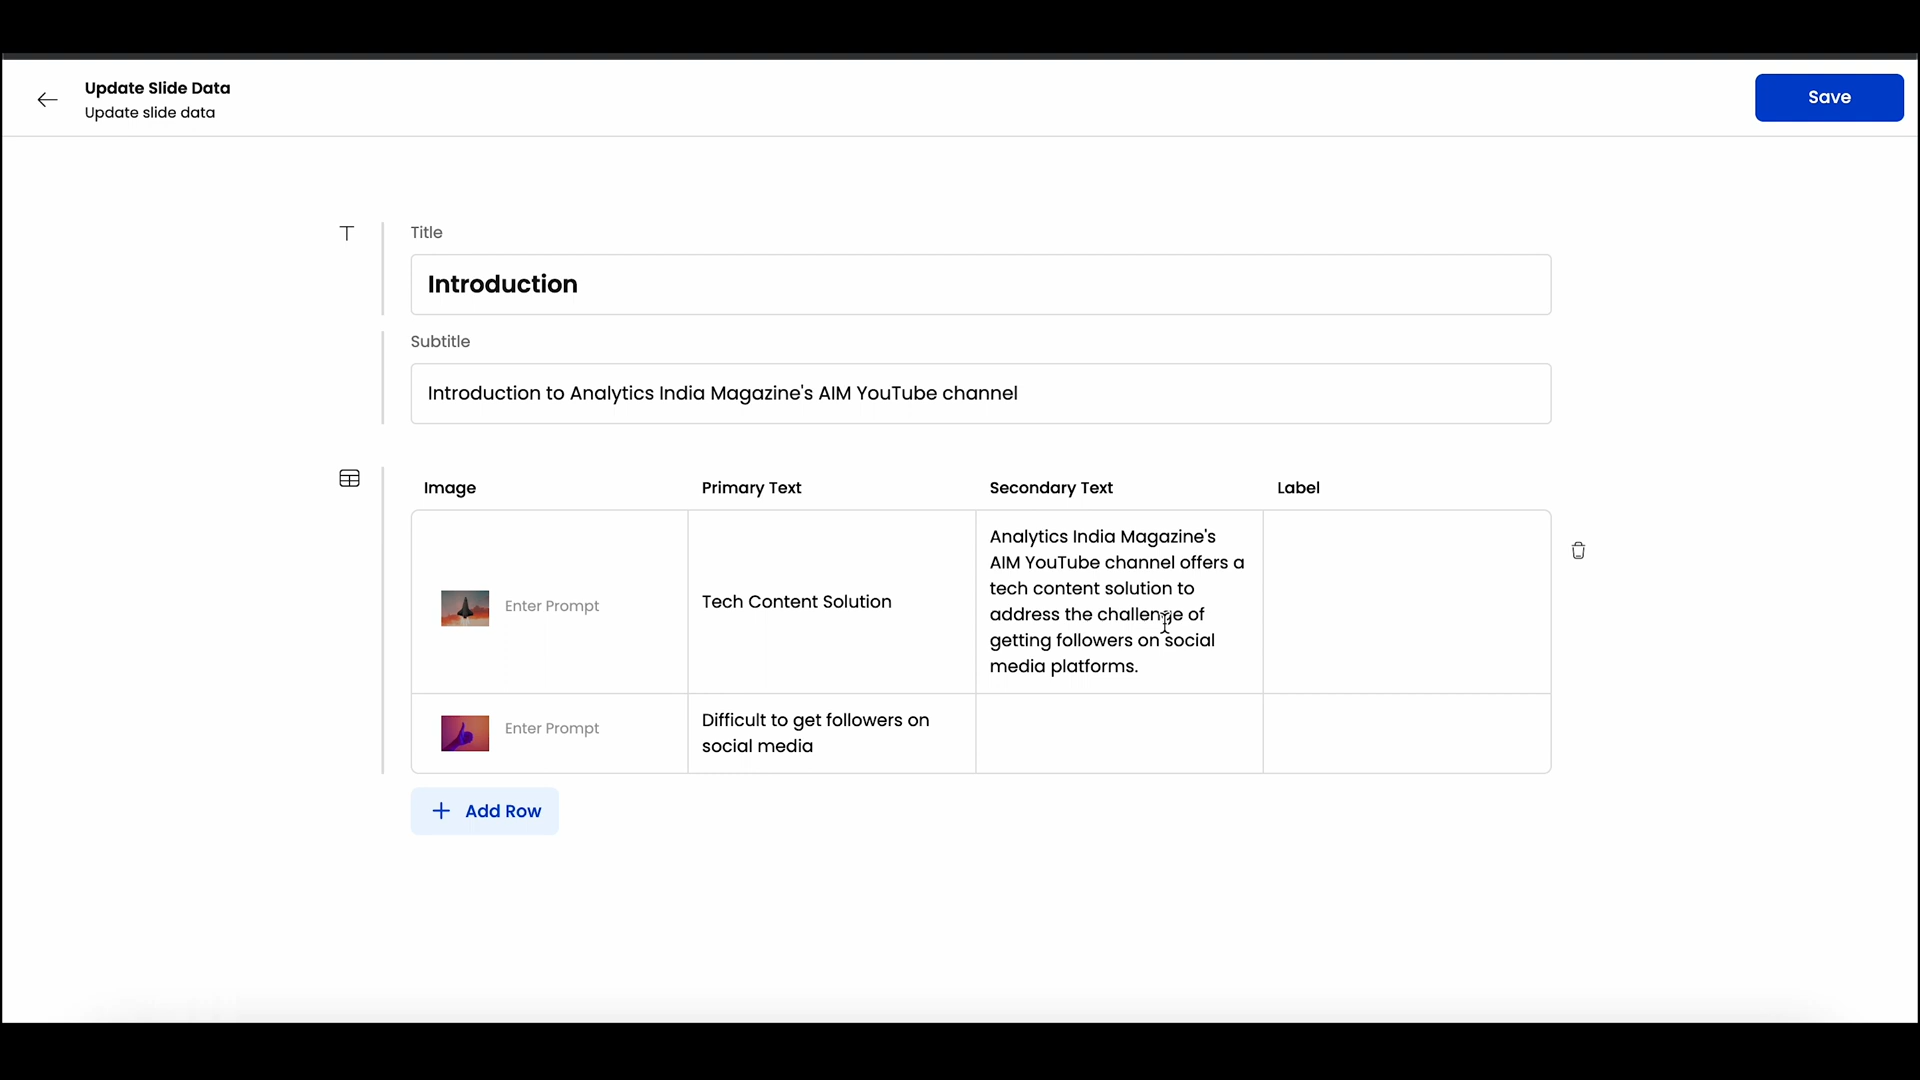 Update Slide Data
Update slide data
Save
Title
Introduction
Subtitle
Introduction to Analytics India Magazine's AIM YouTube channel
Image
Primary Text
Secondary Text
Label
Enter Prompt
Tech Content Solution
Analytics India Magazine's
AIM YouTube channel offers a
tech content solution to
address the challenge of
getting followers on social
media platforms.
Enter Prompt
Difficult to get followers on
social media
Add Row